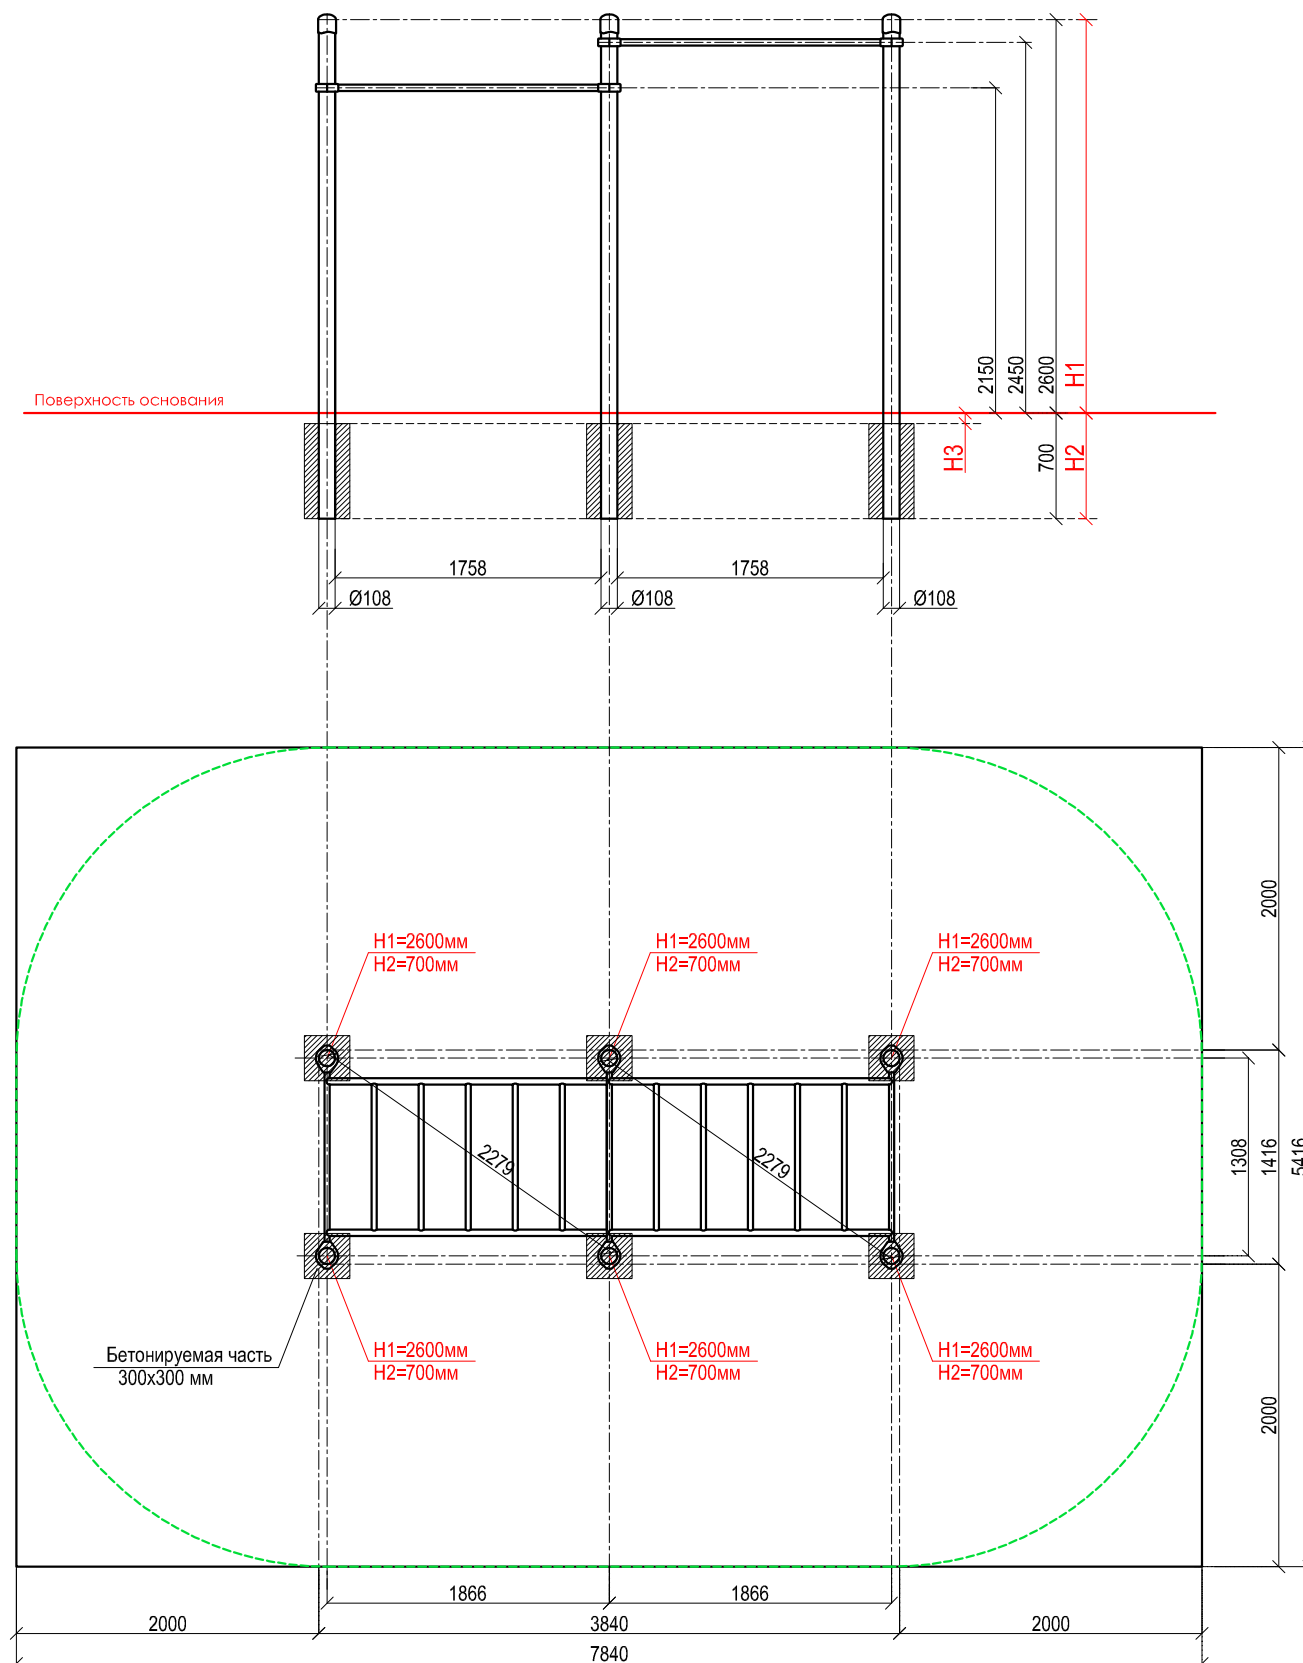 2150
2450
2600
H1
Поверхность основания
H3
700
H2
1758
1758
Ø108
Ø108
Ø108
2000
H1=2600мм
H2=700мм
H1=2600мм
H2=700мм
H1=2600мм
H2=700мм
2279
2279
1308
1416
5416
Бетонируемая часть
300х300 мм
H1=2600мм
H2=700мм
H1=2600мм
H2=700мм
H1=2600мм
H2=700мм
2000
1866
1866
2000
3840
2000
7840